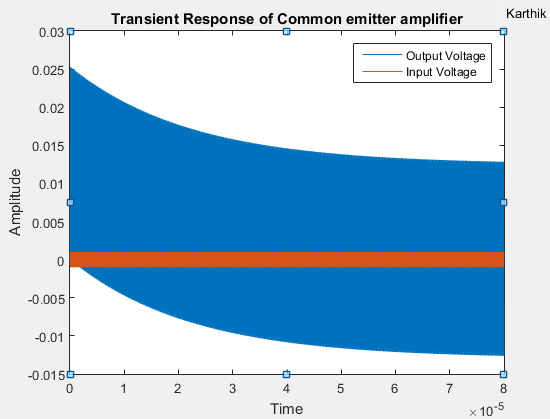 Karthik
Transient Response of Common emitter amplifier
Output Voltage
Input Voltage
Amplitude
0.03
0.025
0.02
0.015
0.01
0.005
0
-0.005
-0.01
-0.015
0 1 2 3 4 5 6 7 8
×10^-5
Time